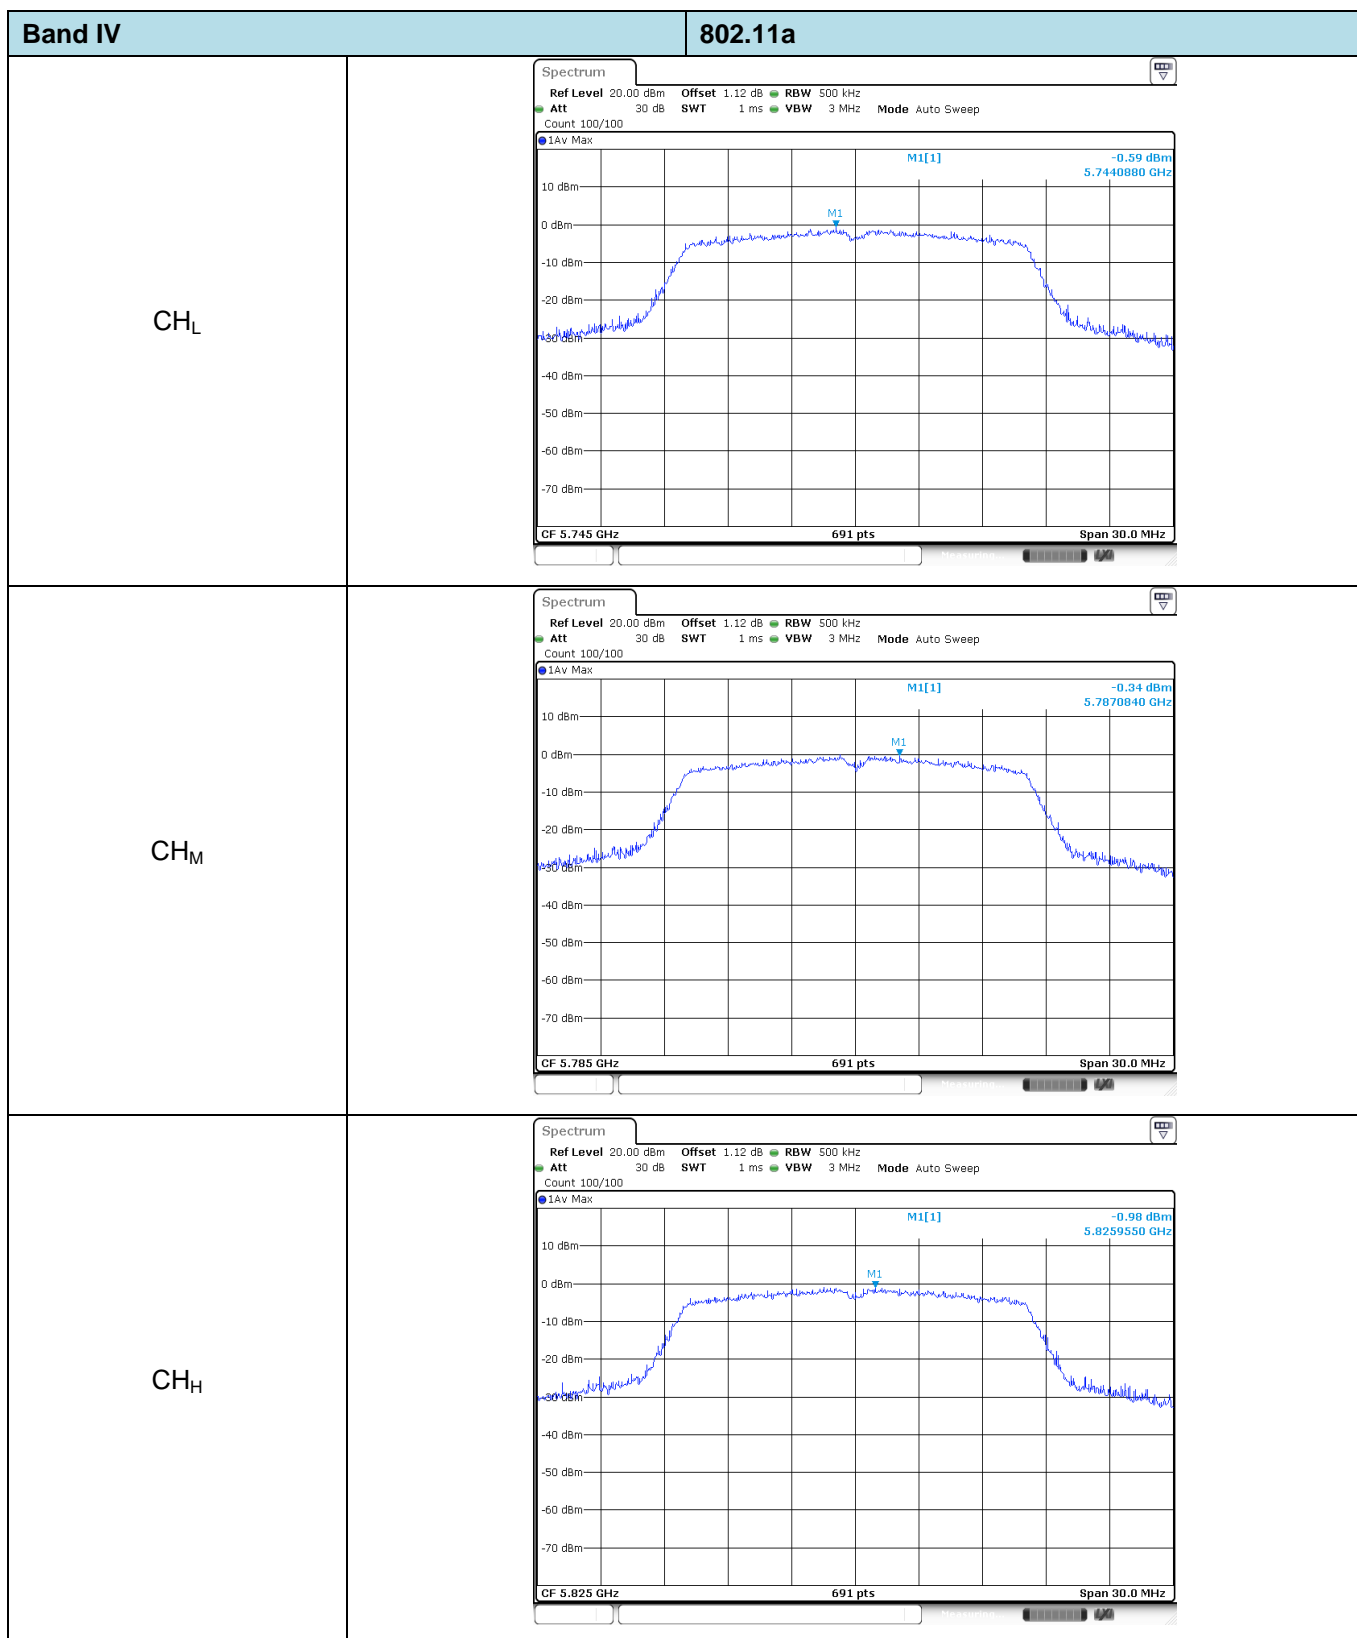 Band IV 802.11a
CHL
Spectrum
Ref Level 20.00 dBm Offset 1.12 dB RBW 500 kHz
Att 30 dB SWT 1 ms VBW 3 MHz Mode Auto Sweep
Count 100/100
1Av Max
M1[1] -0.59 dBm
5.7440880 GHz
10 dBm
M1
0 dBm
-10 dBm
-20 dBm
-30 dBm
-40 dBm
-50 dBm
-60 dBm
-70 dBm
CF 5.745 GHz 691 pts Span 30.0 MHz
Measuring...
CHM
Spectrum
Ref Level 20.00 dBm Offset 1.12 dB RBW 500 kHz
Att 30 dB SWT 1 ms VBW 3 MHz Mode Auto Sweep
Count 100/100
1Av Max
M1[1] -0.34 dBm
5.7870840 GHz
10 dBm
M1
0 dBm
-10 dBm
-20 dBm
-30 dBm
-40 dBm
-50 dBm
-60 dBm
-70 dBm
CF 5.785 GHz 691 pts Span 30.0 MHz
Measuring...
CHH
Spectrum
Ref Level 20.00 dBm Offset 1.12 dB RBW 500 kHz
Att 30 dB SWT 1 ms VBW 3 MHz Mode Auto Sweep
Count 100/100
1Av Max
M1[1] -0.98 dBm
5.8259550 GHz
10 dBm
M1
0 dBm
-10 dBm
-20 dBm
-30 dBm
-40 dBm
-50 dBm
-60 dBm
-70 dBm
CF 5.825 GHz 691 pts Span 30.0 MHz
Measuring...